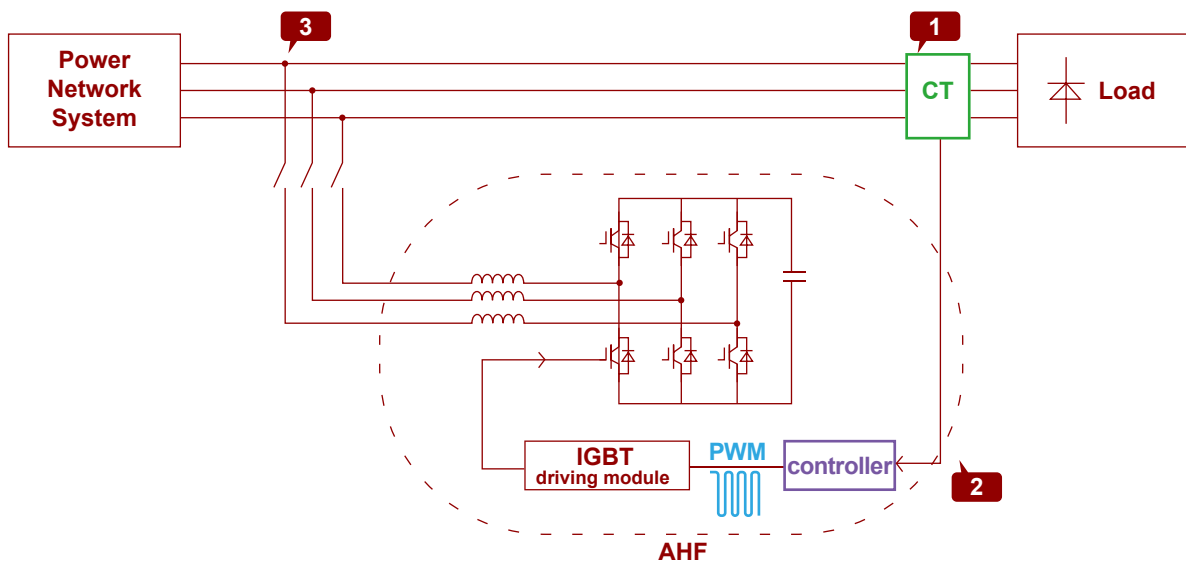 3
1
Power
Network
System
CT
Load
IGBT
driving module
PWM
controller
2
AHF